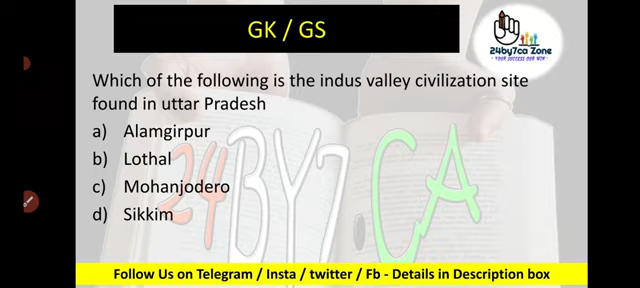 GK / GS
24by7ca Zone
- YOUR SUCCESS OUR WIN -
Which of the following is the indus valley civilization site
found in uttar Pradesh
a) Alamgirpur
b) Lothal
c) Mohanjodero
d) Sikkim
24BY7CA
Follow Us on Telegram / Insta / twitter / Fb - Details in Description box